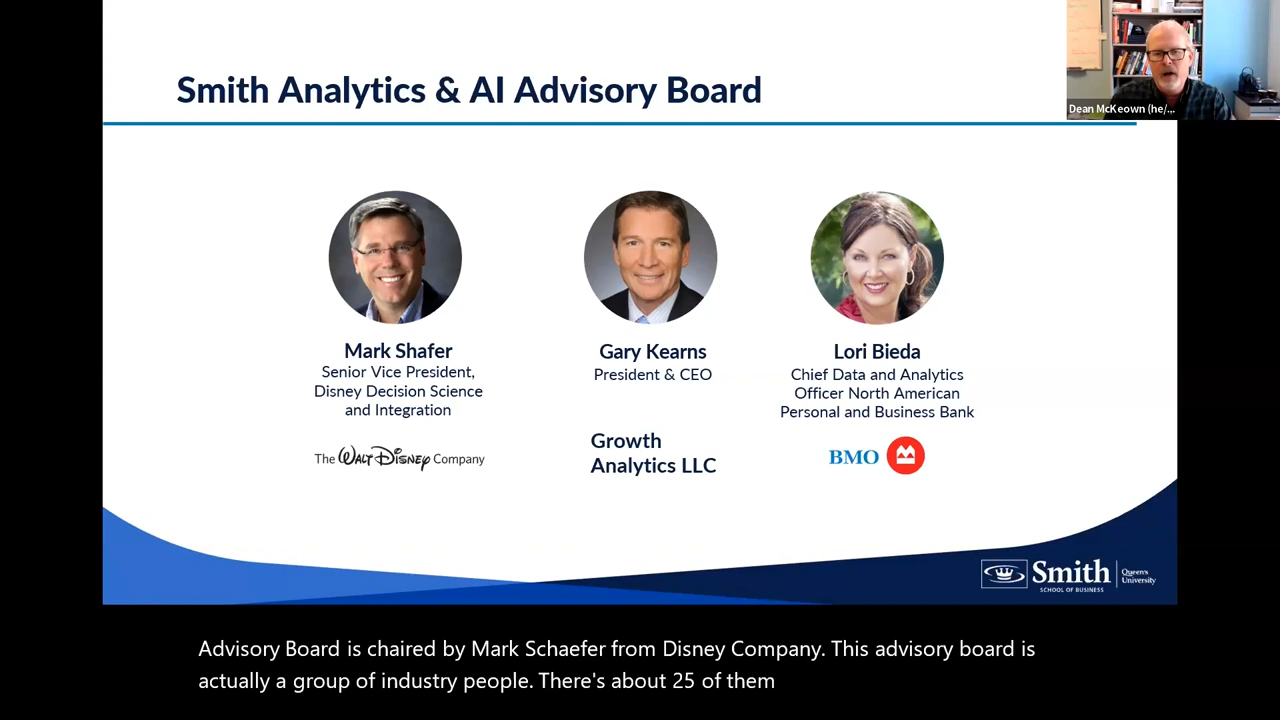 Smith Analytics & AI Advisory Board
Dean McKeown (he/...
Mark Shafer
Senior Vice President,
Disney Decision Science
and Integration
The WALT DISNEY Company
Gary Kearns
President & CEO
Growth
Analytics LLC
Lori Bieda
Chief Data and Analytics
Officer North American
Personal and Business Bank
BMO
Smith
SCHOOL OF BUSINESS
Queen's
University
Advisory Board is chaired by Mark Schaefer from Disney Company. This advisory board is
actually a group of industry people. There's about 25 of them